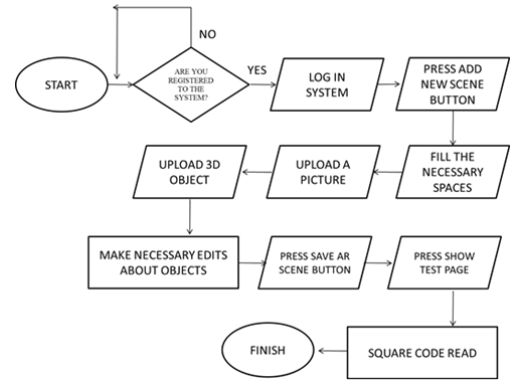 NO
START
ARE YOU
REGISTERED
TO THE
SYSTEM?
YES
LOG IN
SYSTEM
PRESS ADD
NEW SCENE
BUTTON
FILL THE
NECESSARY
SPACES
UPLOAD A
PICTURE
UPLOAD 3D
OBJECT
MAKE NECESSARY EDITS
ABOUT OBJECTS
PRESS SAVE AR
SCENE BUTTON
PRESS SHOW
TEST PAGE
SQUARE CODE READ
FINISH